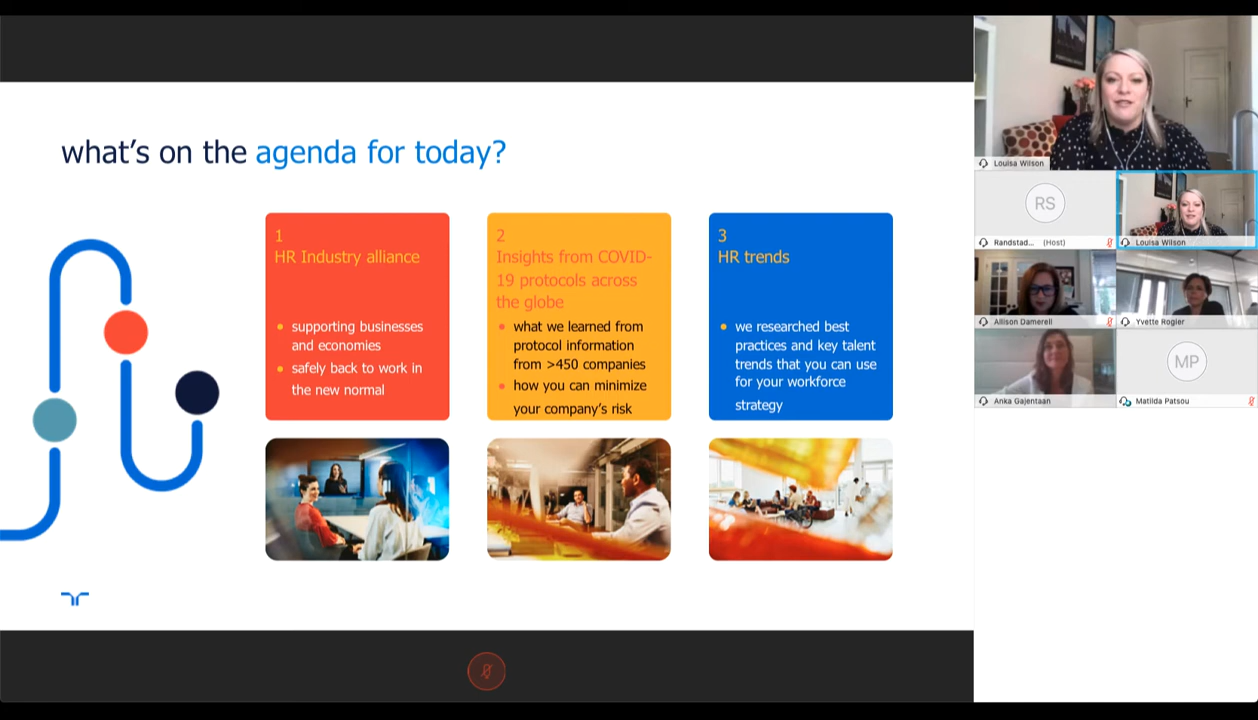 what's on the agenda for today?
1
HR Industry alliance
supporting businesses
and economies
safely back to work in
the new normal
2
Insights from COVID-
19 protocols across
the globe
what we learned from
protocol information
from >450 companies
how you can minimize
your company's risk
3
HR trends
we researched best
practices and key talent
trends that you can use
for your workforce
strategy
Louisa Wilson
RS
Randstad... (Host)
Louisa Wilson
Allison Damerell
Yvette Rogier
Anka Gajentaan
MP
Matilda Patsou